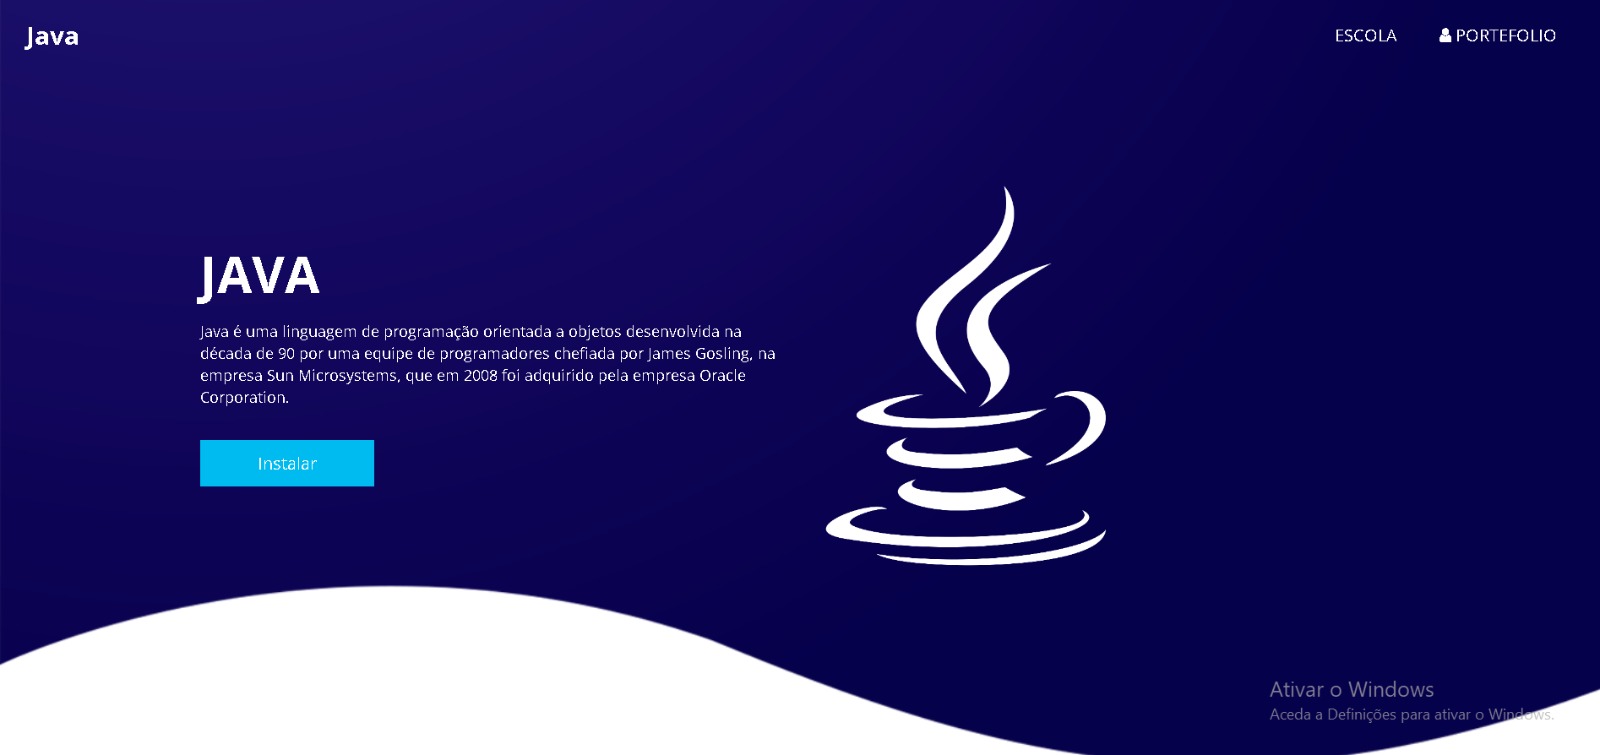 Java
ESCOLA
PORTEFOLIO
JAVA
Java é uma linguagem de programação orientada a objetos desenvolvida na
década de 90 por uma equipe de programadores chefiada por James Gosling, na
empresa Sun Microsystems, que em 2008 foi adquirido pela empresa Oracle
Corporation.
Instalar
Ativar o Windows
Aceda a Definições para ativar o Windows.